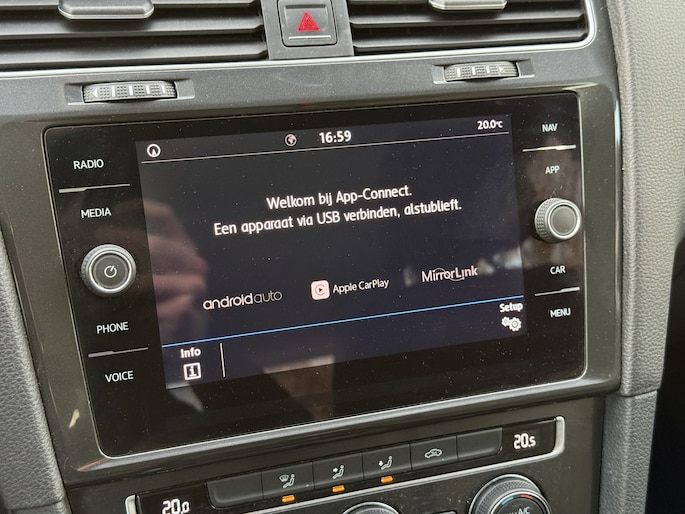 16:59
20.0°C
RADIO
MEDIA
PHONE
VOICE
Welkom bij App-Connect.
Een apparaat via USB verbinden, alstublieft.
androidauto
Apple CarPlay
MirrorLink
Setup
Info
NAV
APP
CAR
MENU
20.0
20.5
A/C